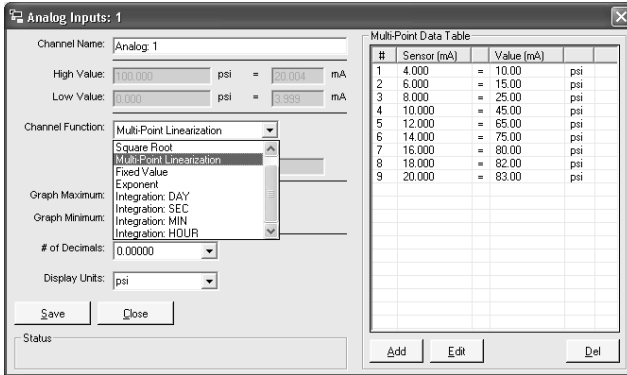 Analog Inputs: 1
Channel Name: Analog: 1
High Value: 100.000 psi = 20.004 mA
Low Value: 0.000 psi = 3.999 mA
Channel Function: Multi-Point Linearization
Square Root
Multi-Point Linearization
Fixed Value
Exponent
Integration: DAY
Integration: SEC
Integration: MIN
Integration: HOUR
Graph Maximum:
Graph Minimum:
# of Decimals: 0.00000
Display Units: psi
Save Close
Status
Multi-Point Data Table
# Sensor (mA) Value (mA)
1 4.000 = 10.00 psi
2 6.000 = 15.00 psi
3 8.000 = 25.00 psi
4 10.000 = 45.00 psi
5 12.000 = 65.00 psi
6 14.000 = 75.00 psi
7 16.000 = 80.00 psi
8 18.000 = 82.00 psi
9 20.000 = 83.00 psi
Add Edit Del